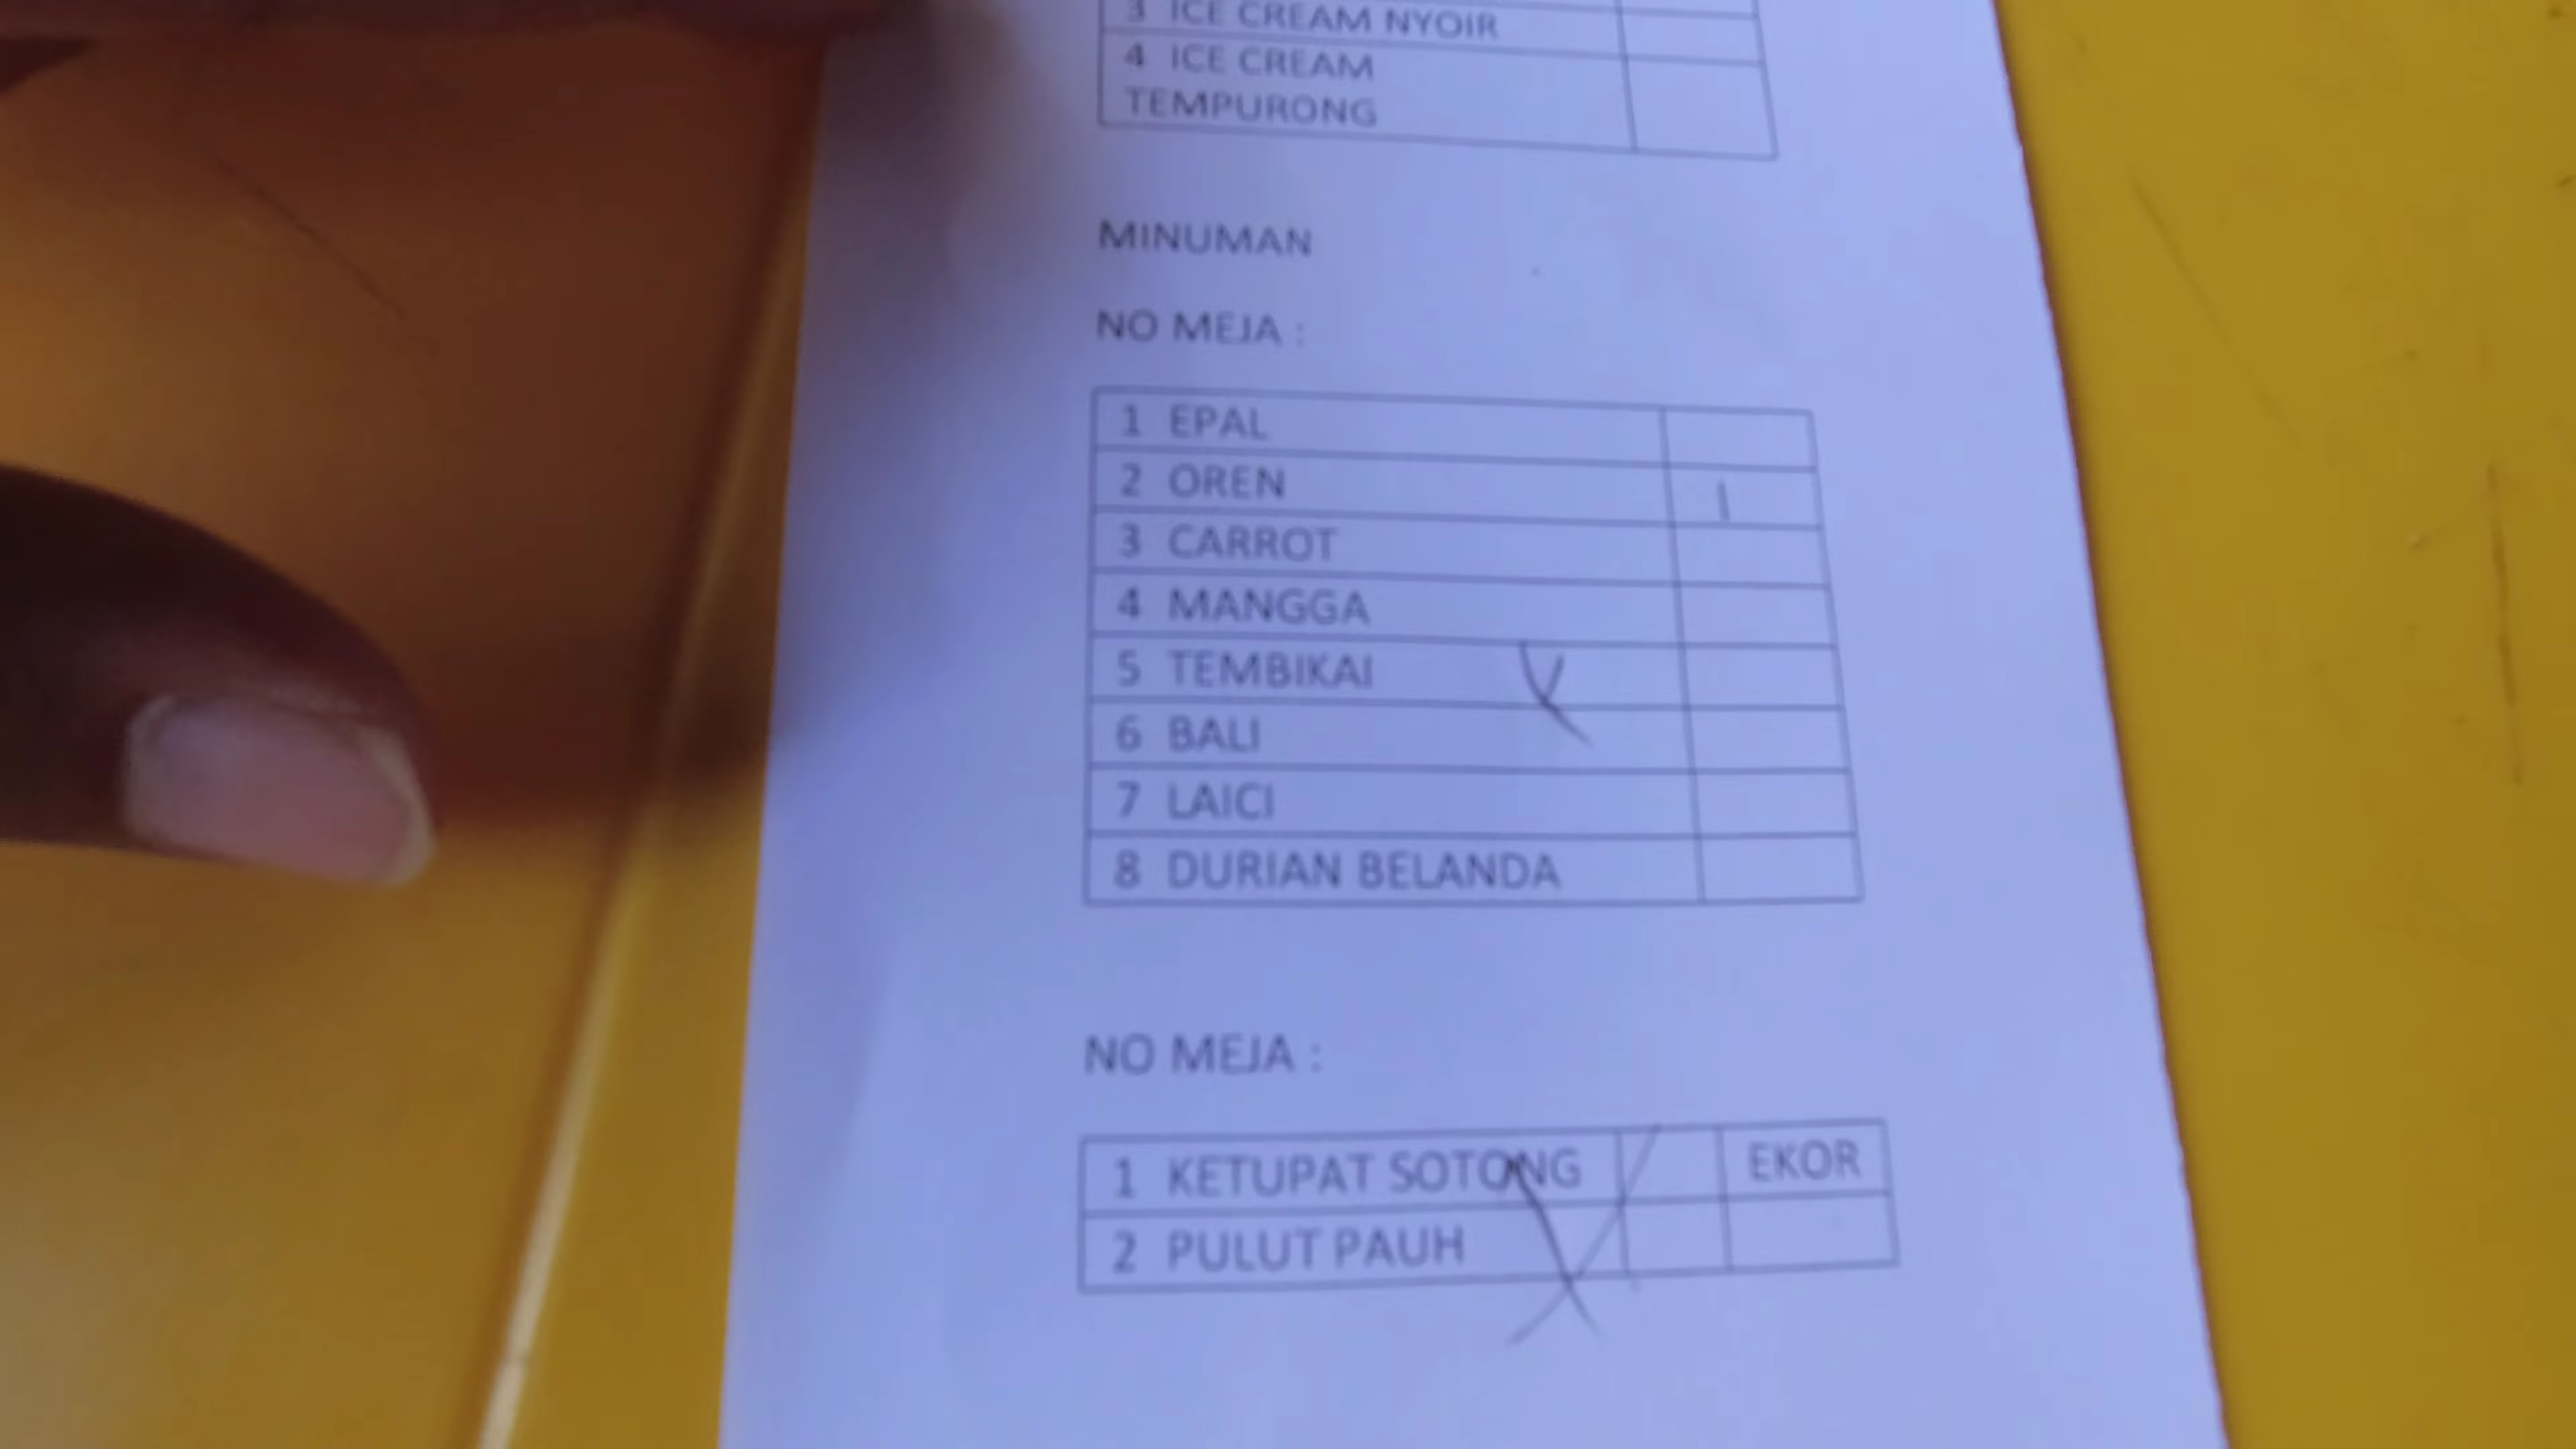 3 ICE CREAM NYOIR
4 ICE CREAM
TEMPURONG
MINUMAN
NO MEJA :
1 EPAL
2 OREN 1
3 CARROT
4 MANGGA
5 TEMBIKAI
6 BALI
7 LAICI
8 DURIAN BELANDA
NO MEJA :
1 KETUPAT SOTONG EKOR
2 PULUT PAUH